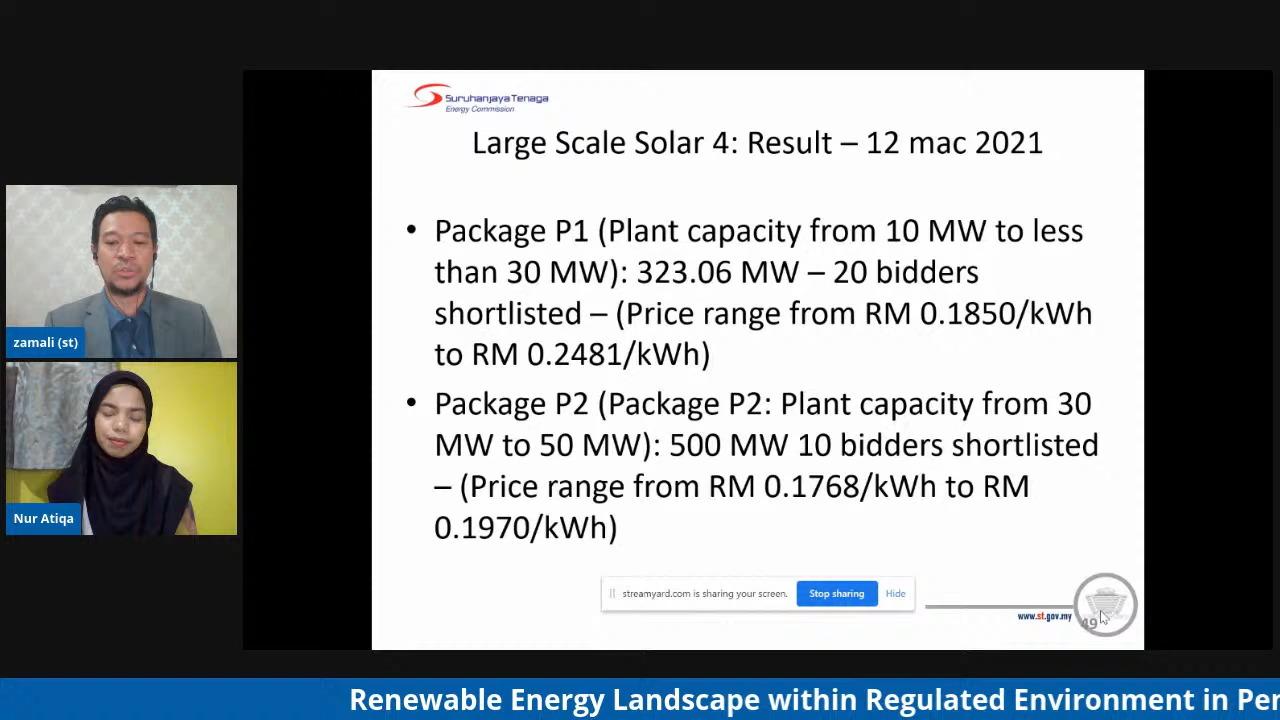 Suruhanjaya Tenaga
Energy Commission
Large Scale Solar 4: Result – 12 mac 2021
• Package P1 (Plant capacity from 10 MW to less
than 30 MW): 323.06 MW – 20 bidders
shortlisted – (Price range from RM 0.1850/kWh
to RM 0.2481/kWh)
• Package P2 (Package P2: Plant capacity from 30
MW to 50 MW): 500 MW 10 bidders shortlisted
– (Price range from RM 0.1768/kWh to RM
0.1970/kWh)
zamali (st)
Nur Atiqa
streamyard.com is sharing your screen.
Stop sharing
Hide
www.st.gov.my
49
Renewable Energy Landscape within Regulated Environment in Per